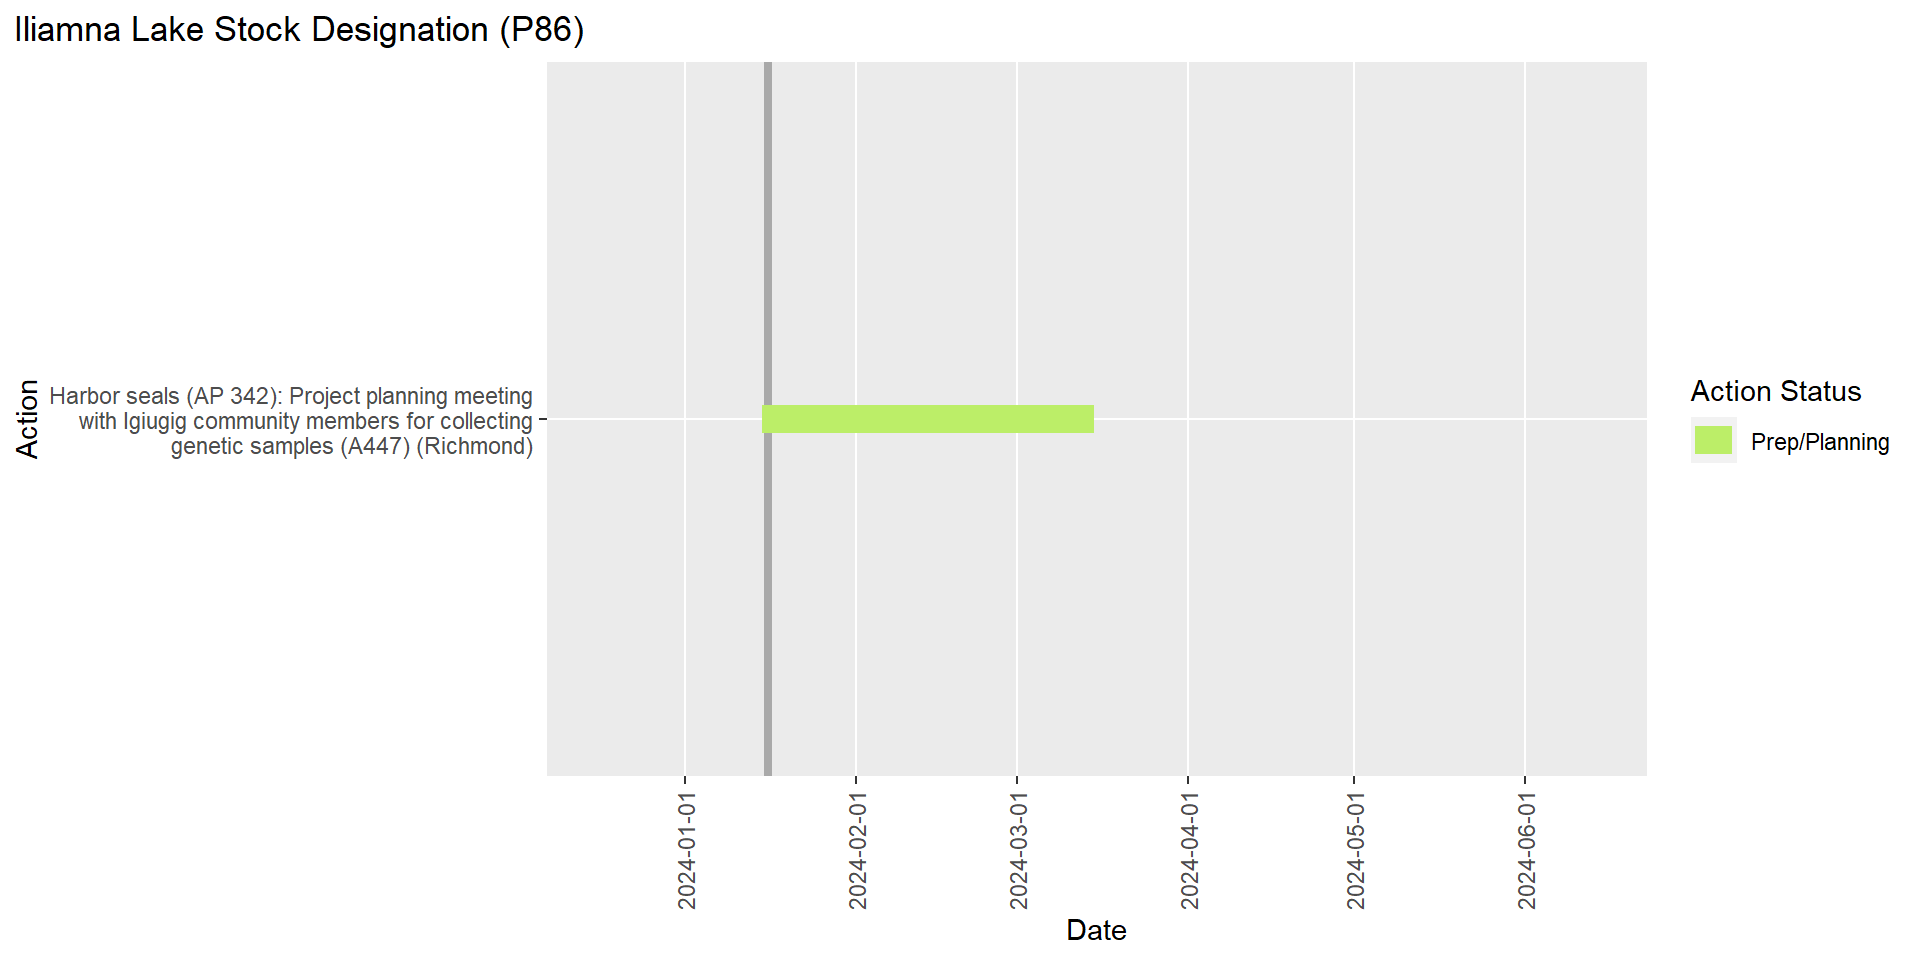 Iliamna Lake Stock Designation (P86)
Action
Harbor seals (AP 342): Project planning meeting
with Igiugig community members for collecting
genetic samples (A447) (Richmond)
Action Status
Prep/Planning
2024-01-01
2024-02-01
2024-03-01
2024-04-01
2024-05-01
2024-06-01
Date